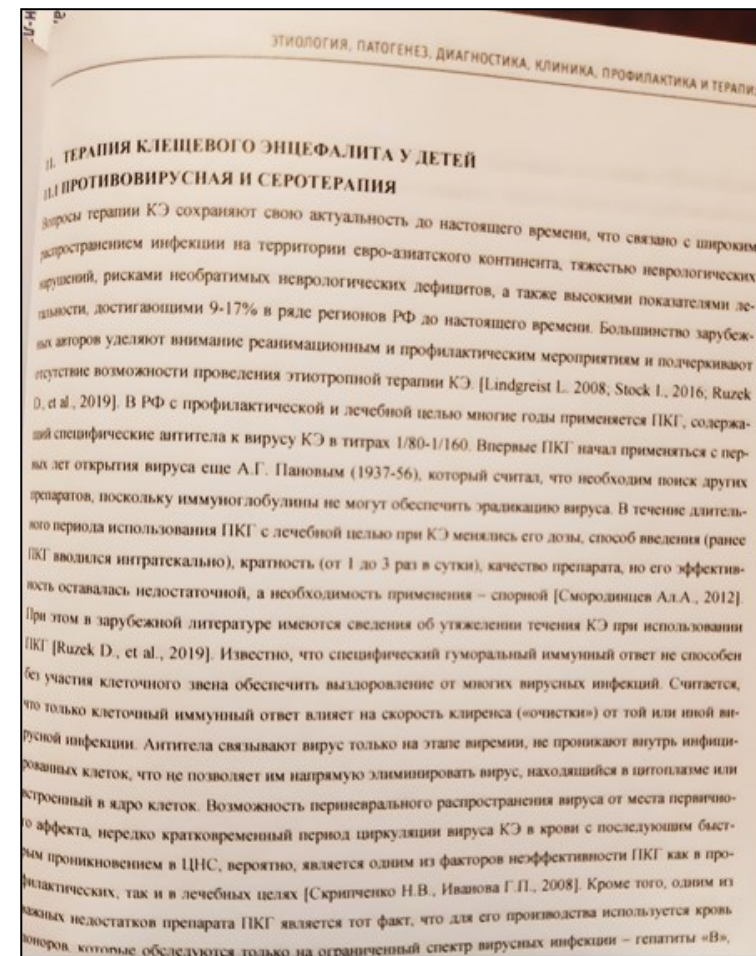 ЭТИОЛОГИЯ, ПАТОГЕНЕЗ, ДИАГНОСТИКА, КЛИНИКА, ПРОФИЛАКТИКА И ТЕРАПИ
11. ТЕРАПИЯ КЛЕЩЕВОГО ЭНЦЕФАЛИТА У ДЕТЕЙ
11.1 ПРОТИВОВИРУСНАЯ И СЕРОТЕРАПИЯ
Вопросы терапии КЭ сохраняют свою актуальность до настоящего времени, что связано с широким
распространением инфекции на территории евро-азиатского континента, тяжестью неврологических
нарушений, рисками необратимых неврологических дефицитов, а также высокими показателями ле-
тальности, достигающими 9-17% в ряде регионов РФ до настоящего времени. Большинство зарубеж-
ных авторов уделяют внимание реанимационным и профилактическим мероприятиям и подчеркивают
отсутствие возможности проведения этиотропной терапии КЭ. [Lindgreist L. 2008; Stock I., 2016; Ruzek
D., et al., 2019]. В РФ с профилактической и лечебной целью многие годы применяется ПКГ, содержа-
щий специфические антитела к вирусу КЭ в титрах 1/80-1/160. Впервые ПКГ начал применяться с пер-
вых лет открытия вируса еще А.Г. Пановым (1937-56), который считал, что необходим поиск других
препаратов, поскольку иммуноглобулины не могут обеспечить эрадикацию вируса. В течение длитель-
ного периода использования ПКГ с лечебной целью при КЭ менялись его дозы, способ введения (ранее
ПКГ вводился интратекально), кратность (от 1 до 3 раз в сутки), качество препарата, но его эффектив-
ность оставалась недостаточной, а необходимость применения – спорной [Смородинцев Ал.А., 2012].
При этом в зарубежной литературе имеются сведения об утяжелении течения КЭ при использовании
ПКГ [Ruzek D., et al., 2019]. Известно, что специфический гуморальный иммунный ответ не способен
без участия клеточного звена обеспечить выздоровление от многих вирусных инфекций. Считается,
что только клеточный иммунный ответ влияет на скорость клиренса («очистки») от той или иной ви-
русной инфекции. Антитела связывают вирус только на этапе виремии, не проникают внутрь инфици-
рованных клеток, что не позволяет им напрямую элиминировать вирус, находящийся в цитоплазме или
встроенный в ядро клеток. Возможность периневрального распространения вируса от места первично-
го аффекта, нередко кратковременный период циркуляции вируса КЭ в крови с последующим быст-
рым проникновением в ЦНС, вероятно, является одним из факторов неэффективности ПКГ как в про-
филактических, так и в лечебных целях [Скрипченко Н.В., Иванова Г.П., 2008]. Кроме того, одним из
важных недостатков препарата ПКГ является тот факт, что для его производства используется кровь
доноров, которые обследуются только на ограниченный спектр вирусных инфекции – гепатиты «В»,